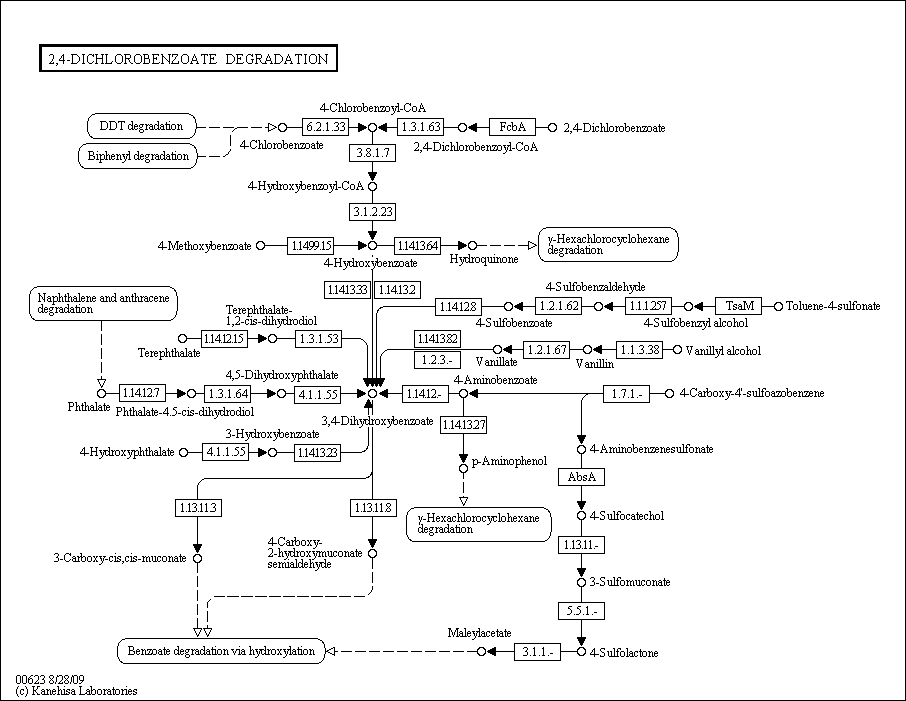 2,4-DICHLOROBENZOATE DEGRADATION
4-Chlorobenzoyl-CoA
DDT degradation
6.2.1.33
1.3.1.63
FcbA
2,4-Dichlorobenzoate
4-Chlorobenzoate
2,4-Dichlorobenzoyl-CoA
Biphenyl degradation
3.8.1.7
4-Hydroxybenzoyl-CoA
3.1.2.23
4-Methoxybenzoate
1.14.99.15
1.14.13.64
γ-Hexachlorocyclohexane
degradation
4-Hydroxybenzoate
Hydroquinone
1.14.13.33
1.14.13.2
4-Sulfobenzaldehyde
Naphthalene and anthracene
degradation
Terephthalate-
1,2-cis-dihydrodiol
1.14.12.8
1.2.1.62
1.1.1.257
TsaM
Toluene-4-sulfonate
4-Sulfobenzoate
4-Sulfobenzyl alcohol
1.14.12.15
1.3.1.53
1.14.13.82
Terephthalate
1.2.3.-
1.2.1.67
1.1.3.38
Vanillyl alcohol
Vanillate
Vanillin
4,5-Dihydroxyphthalate
4-Aminobenzoate
1.14.12.7
1.3.1.64
4.1.1.55
1.14.12.-
1.7.1.-
4-Carboxy-4'-sulfoazobenzene
Phthalate
Phthalate-4.5-cis-dihydrodiol
3,4-Dihydroxybenzoate
1.14.13.27
3-Hydroxybenzoate
4-Hydroxyphthalate
4.1.1.55
1.14.13.23
p-Aminophenol
4-Aminobenzenesulfonate
AbsA
1.13.11.3
1.13.11.8
γ-Hexachlorocyclohexane
degradation
4-Sulfocatechol
1.13.11.-
3-Carboxy-cis,cis-muconate
4-Carboxy-
2-hydroxymuconate
semialdehyde
3-Sulfomuconate
5.5.1.-
Maleylacetate
Benzoate degradation via hydroxylation
3.1.1.-
4-Sulfolactone
00623 8/28/09
(c) Kanehisa Laboratories